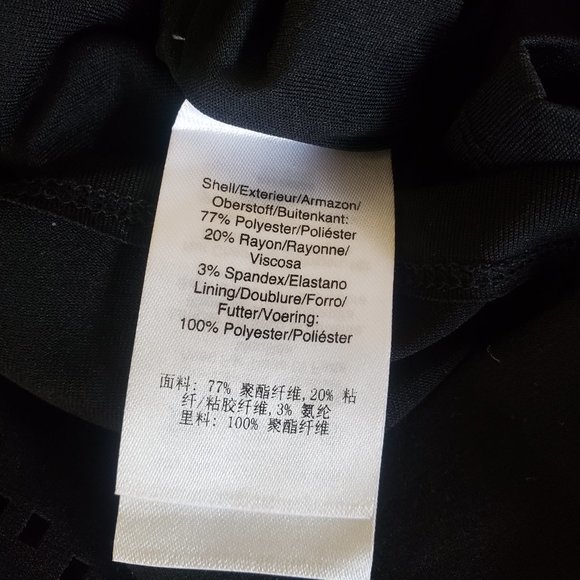 Shell/Exterieur/Armazon/
Oberstoff/Buitenkant:
77% Polyester/Poliéster
20% Rayon/Rayonne/
Viscosa
3% Spandex/Elastano
Lining/Doublure/Forro/
Futter/Voering:
100% Polyester/Poliéster
面料: 77% 聚酯纤维,20% 粘
纤/粘胶纤维,3% 氨纶
里料: 100% 聚酯纤维